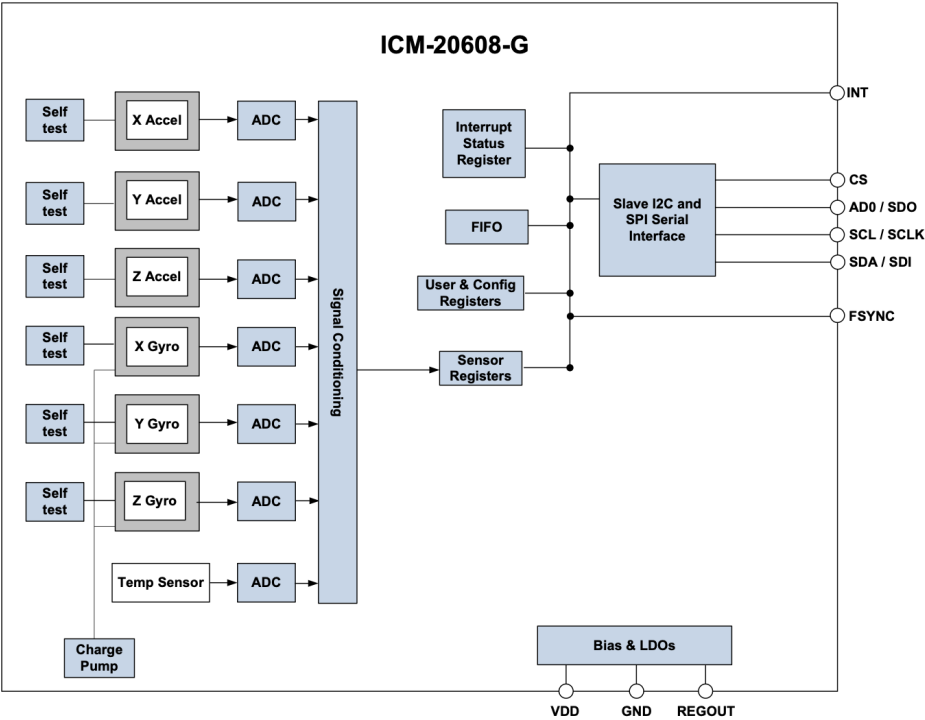 ICM-20608-G
Self
test
X Accel
ADC
Self
test
Y Accel
ADC
Self
test
Z Accel
ADC
Self
test
X Gyro
ADC
Self
test
Y Gyro
ADC
Self
test
Z Gyro
ADC
Temp Sensor
ADC
Charge
Pump
Signal Conditioning
Interrupt
Status
Register
FIFO
User & Config
Registers
Sensor
Registers
Slave I2C and
SPI Serial
Interface
INT
CS
AD0 / SDO
SCL / SCLK
SDA / SDI
FSYNC
Bias & LDOs
VDD
GND
REGOUT